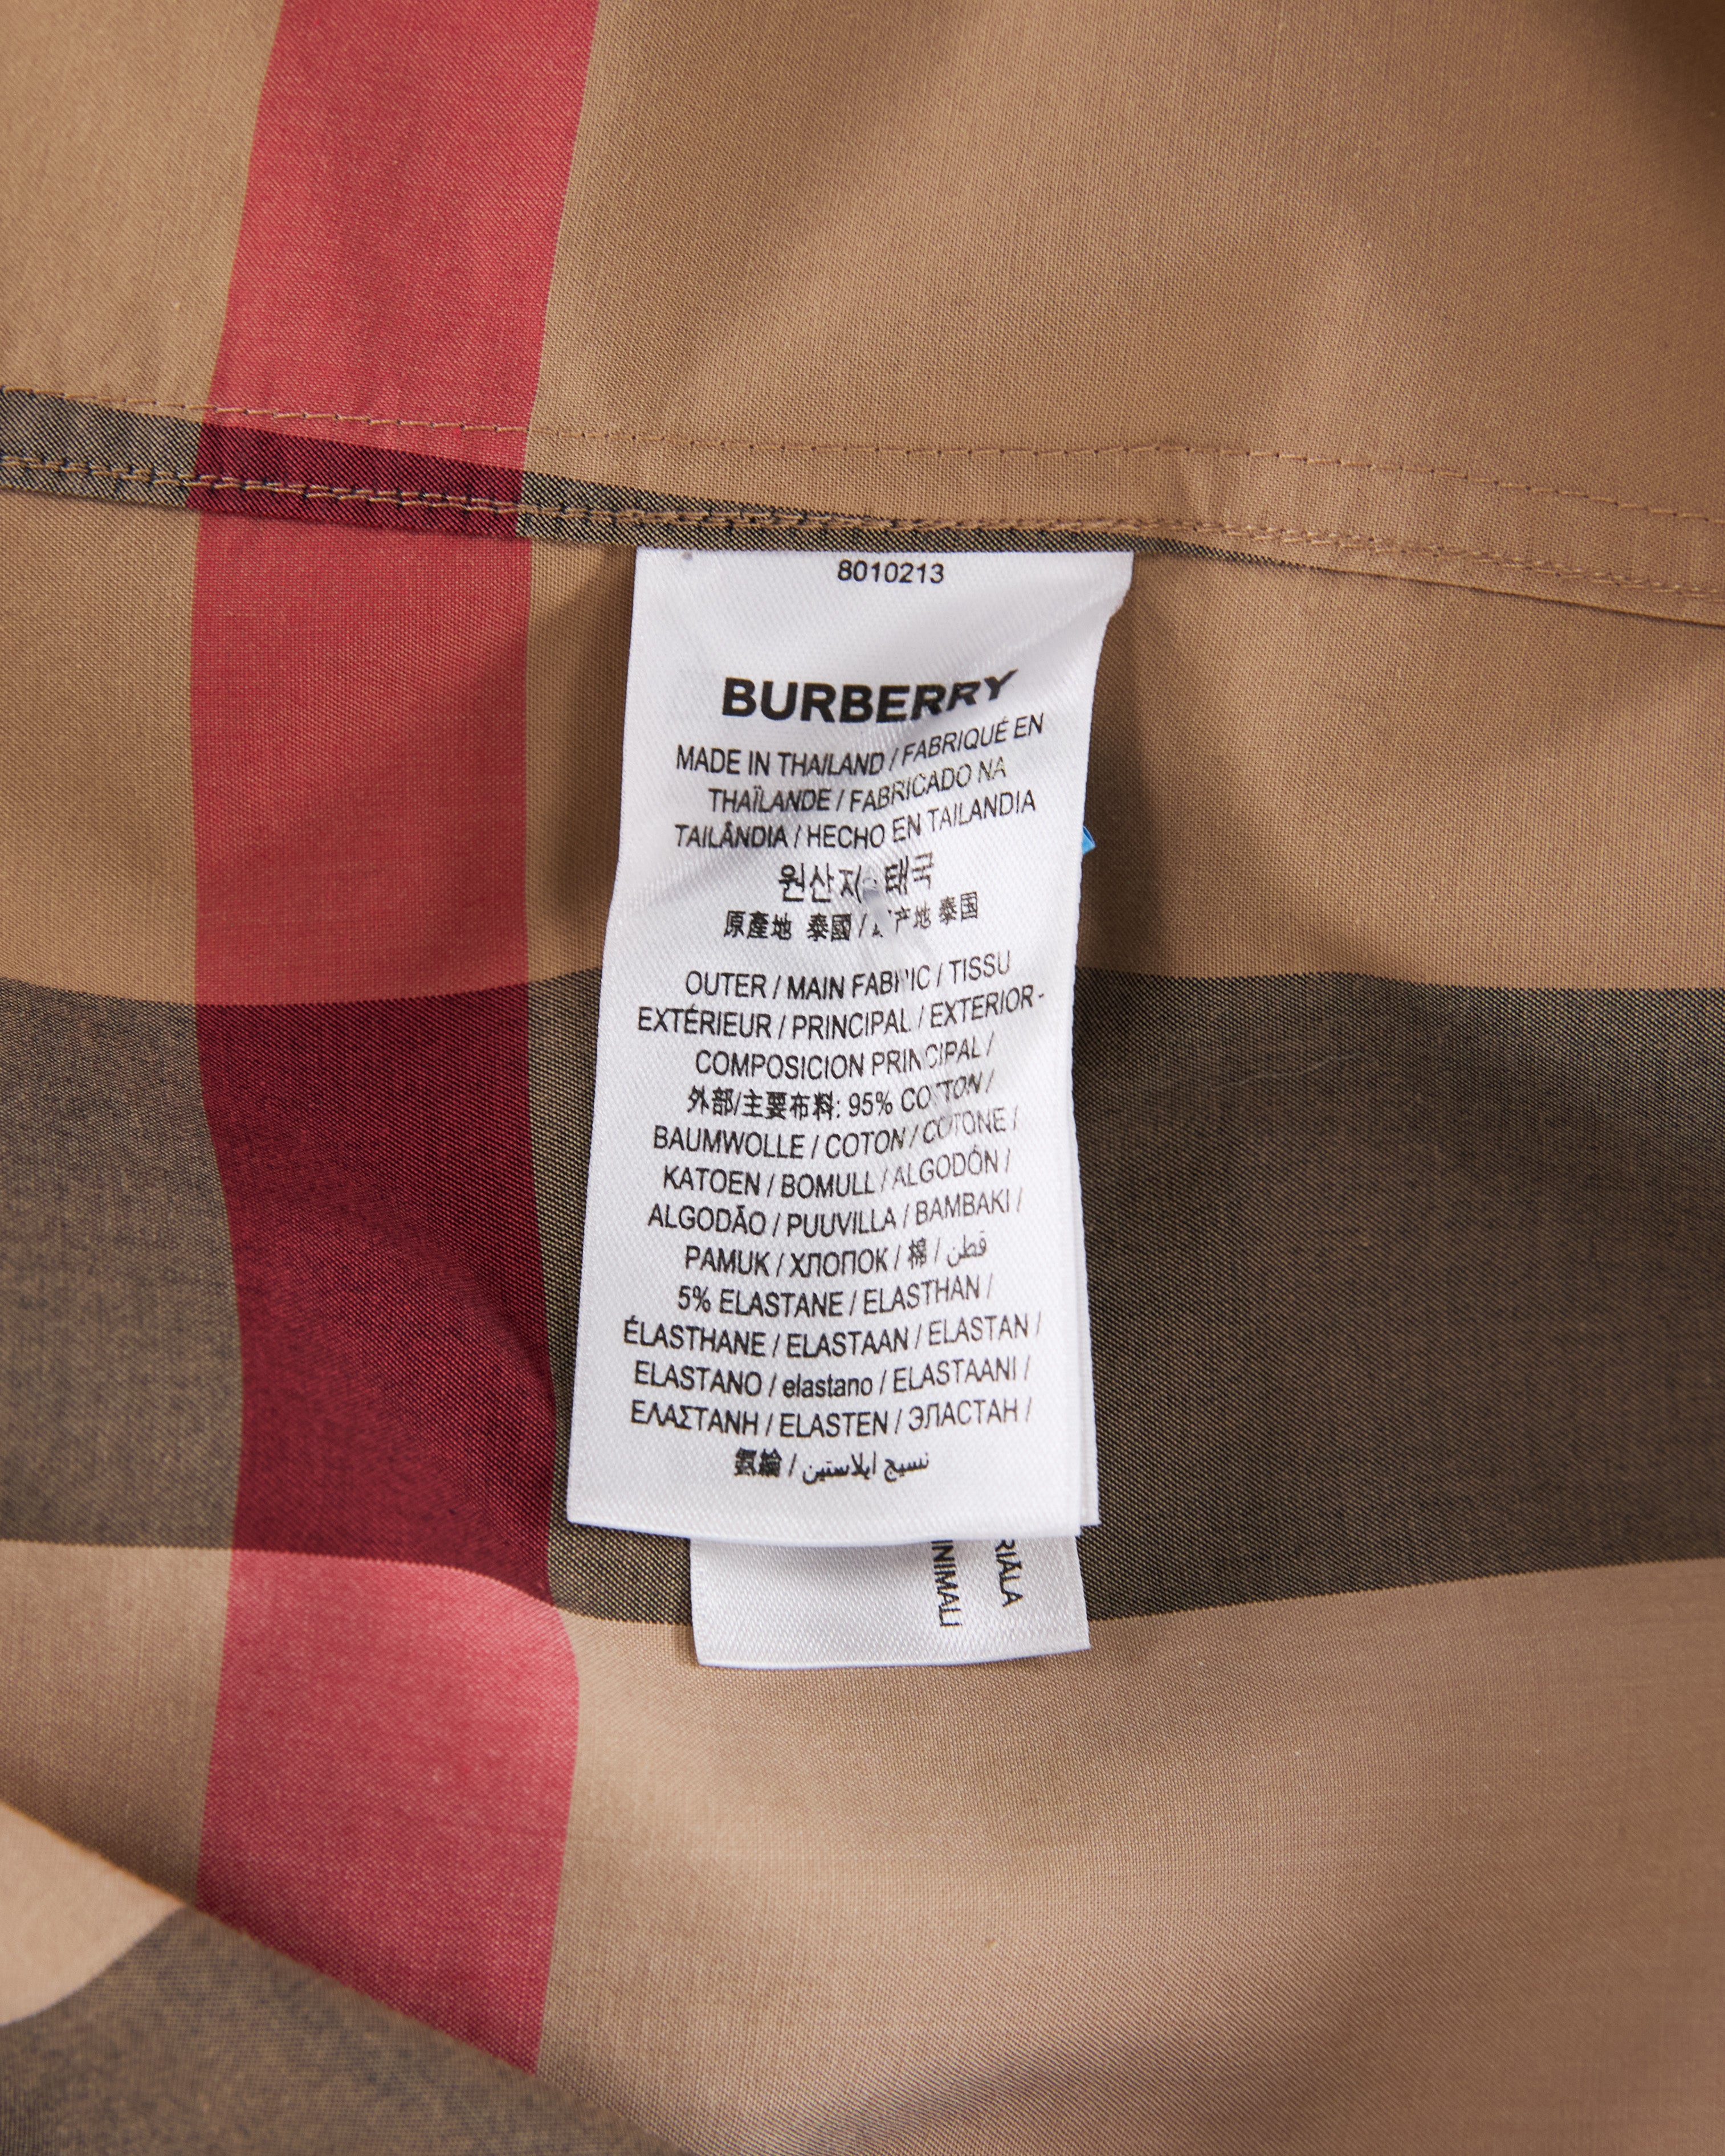 8010213
BURBERRY
MADE IN THAILAND / FABRIQUÉ EN
THAÏLANDE / FABRICADO NA
TAILÂNDIA / HECHO EN TAILANDIA
원산지: 태국
原產地 泰國 / 产地 泰国
OUTER / MAIN FABRIC / TISSU
EXTÉRIEUR / PRINCIPAL / EXTERIOR -
COMPOSICION PRINCIPAL /
外部/主要布料: 95% COTTON /
BAUMWOLLE / COTON / COTONE /
KATOEN / BOMULL / ALGODÓN /
ALGODÃO / PUUVILLA / BAMBAKI /
PAMUK / ХЛОПОК / 棉 / قطن
5% ELASTANE / ELASTHAN /
ÉLASTHANE / ELASTAAN / ELASTAN /
ELASTANO / elastano / ELASTAANI /
ΕΛΑΣΤΑΝΗ / ELASTEN / ЭЛАСТАН /
氨綸 / نسيج ايلاستين
RIĀLA
INIMALI